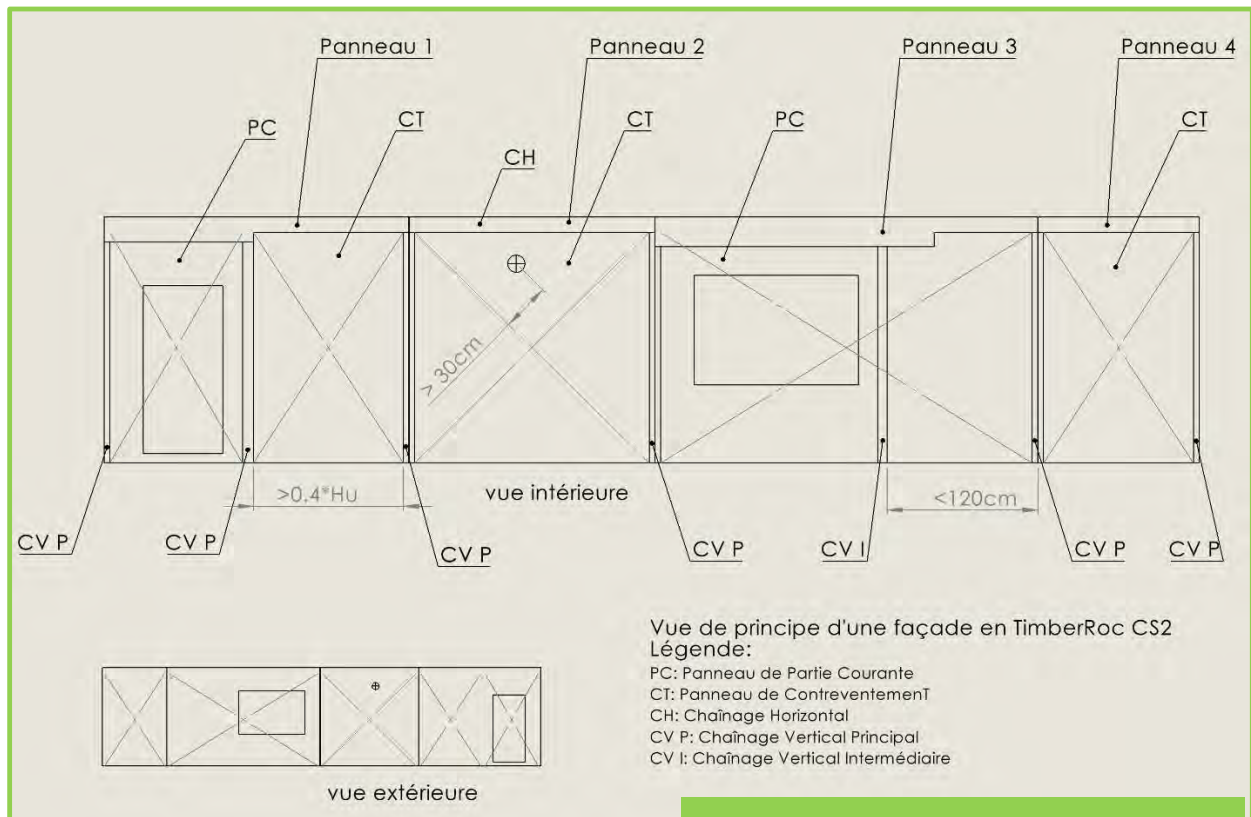 Panneau 1
Panneau 2
Panneau 3
Panneau 4
PC
CT
CH
CT
PC
CT
> 30cm
>0.4*Hu
vue intérieure
<120cm
CV P
CV P
CV P
CV P
CV I
CV P
CV P
Vue de principe d'une façade en TimberRoc CS2
Légende:
PC: Panneau de Partie Courante
CT: Panneau de ContreventemenT
CH: Chaînage Horizontal
CV P: Chaînage Vertical Principal
CV I: Chaînage Vertical Intermédiaire
vue extérieure